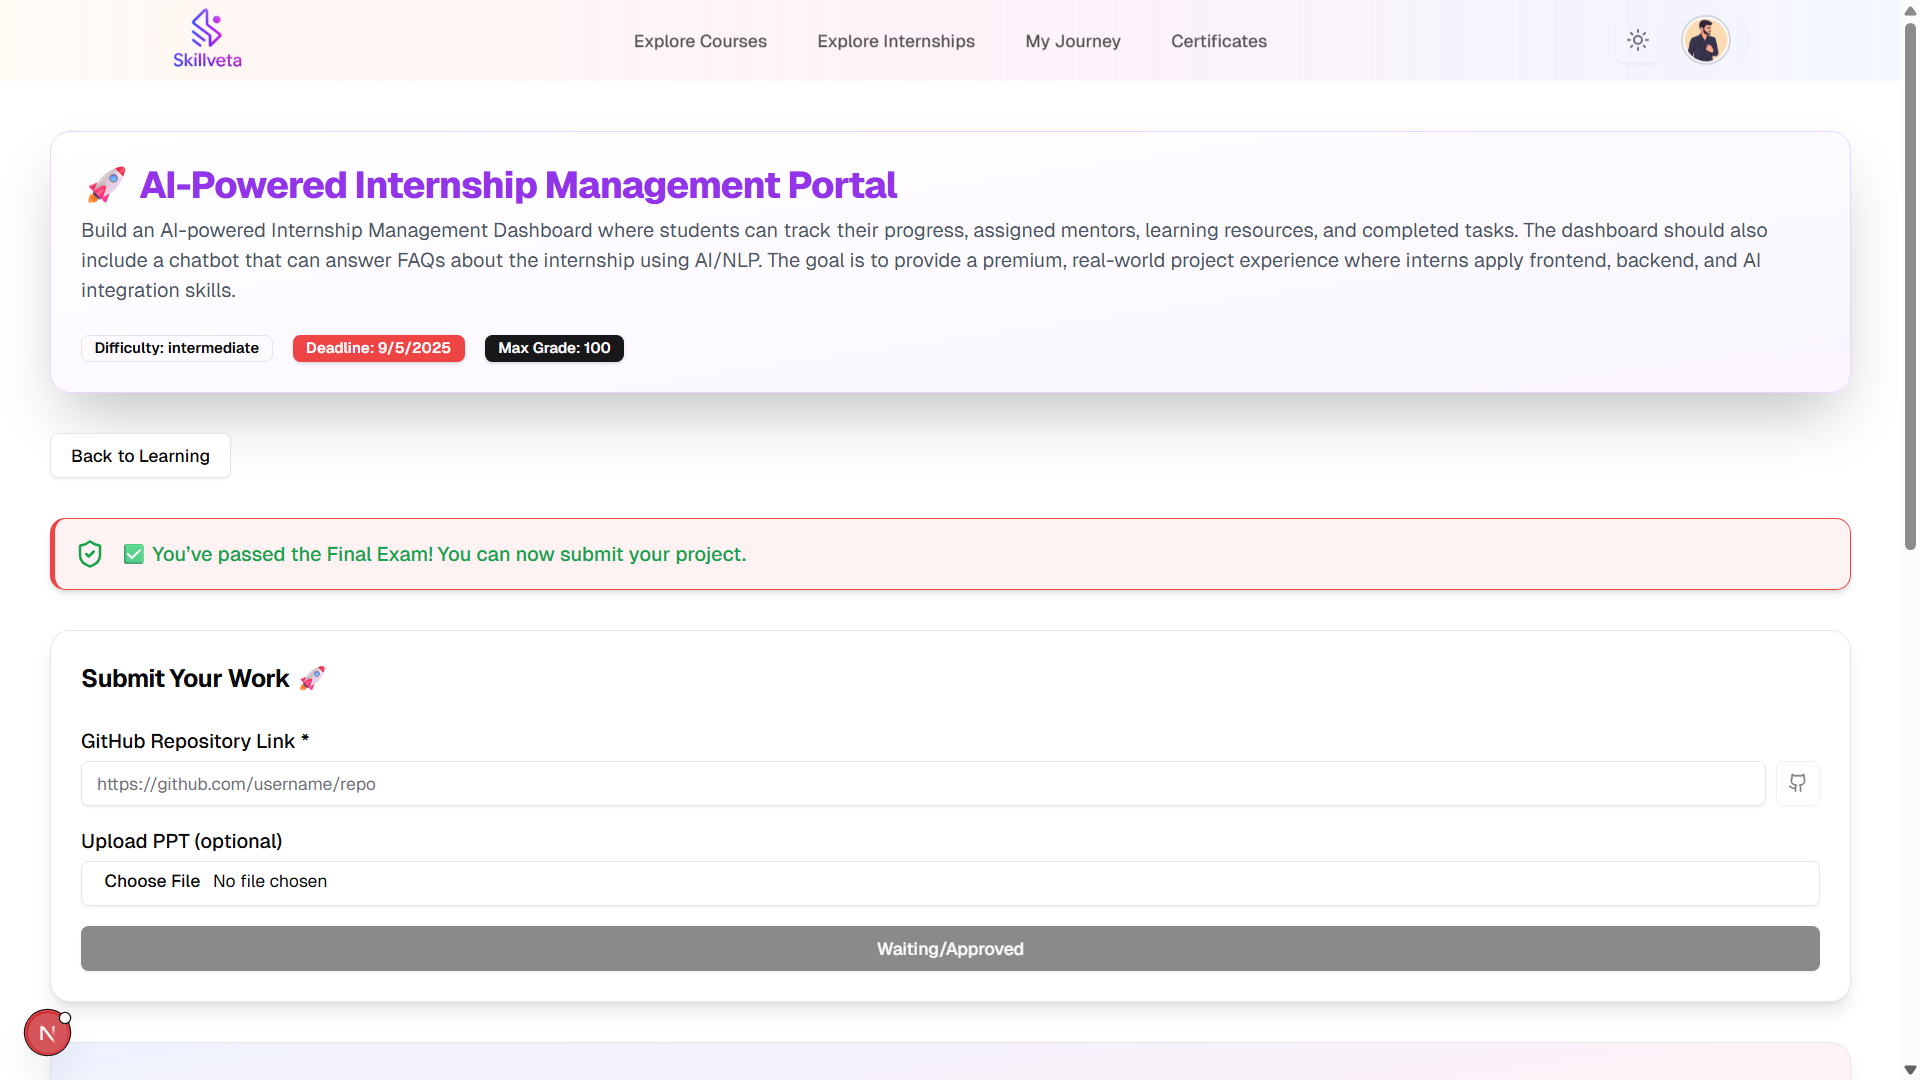 Skillveta
Explore Courses
Explore Internships
My Journey
Certificates
🚀 AI-Powered Internship Management Portal
Build an AI-powered Internship Management Dashboard where students can track their progress, assigned mentors, learning resources, and completed tasks. The dashboard should also
include a chatbot that can answer FAQs about the internship using AI/NLP. The goal is to provide a premium, real-world project experience where interns apply frontend, backend, and AI
integration skills.
Difficulty: intermediate
Deadline: 9/5/2025
Max Grade: 100
Back to Learning
✅ You’ve passed the Final Exam! You can now submit your project.
Submit Your Work 🚀
GitHub Repository Link *
https://github.com/username/repo
Upload PPT (optional)
Choose File No file chosen
Waiting/Approved
N